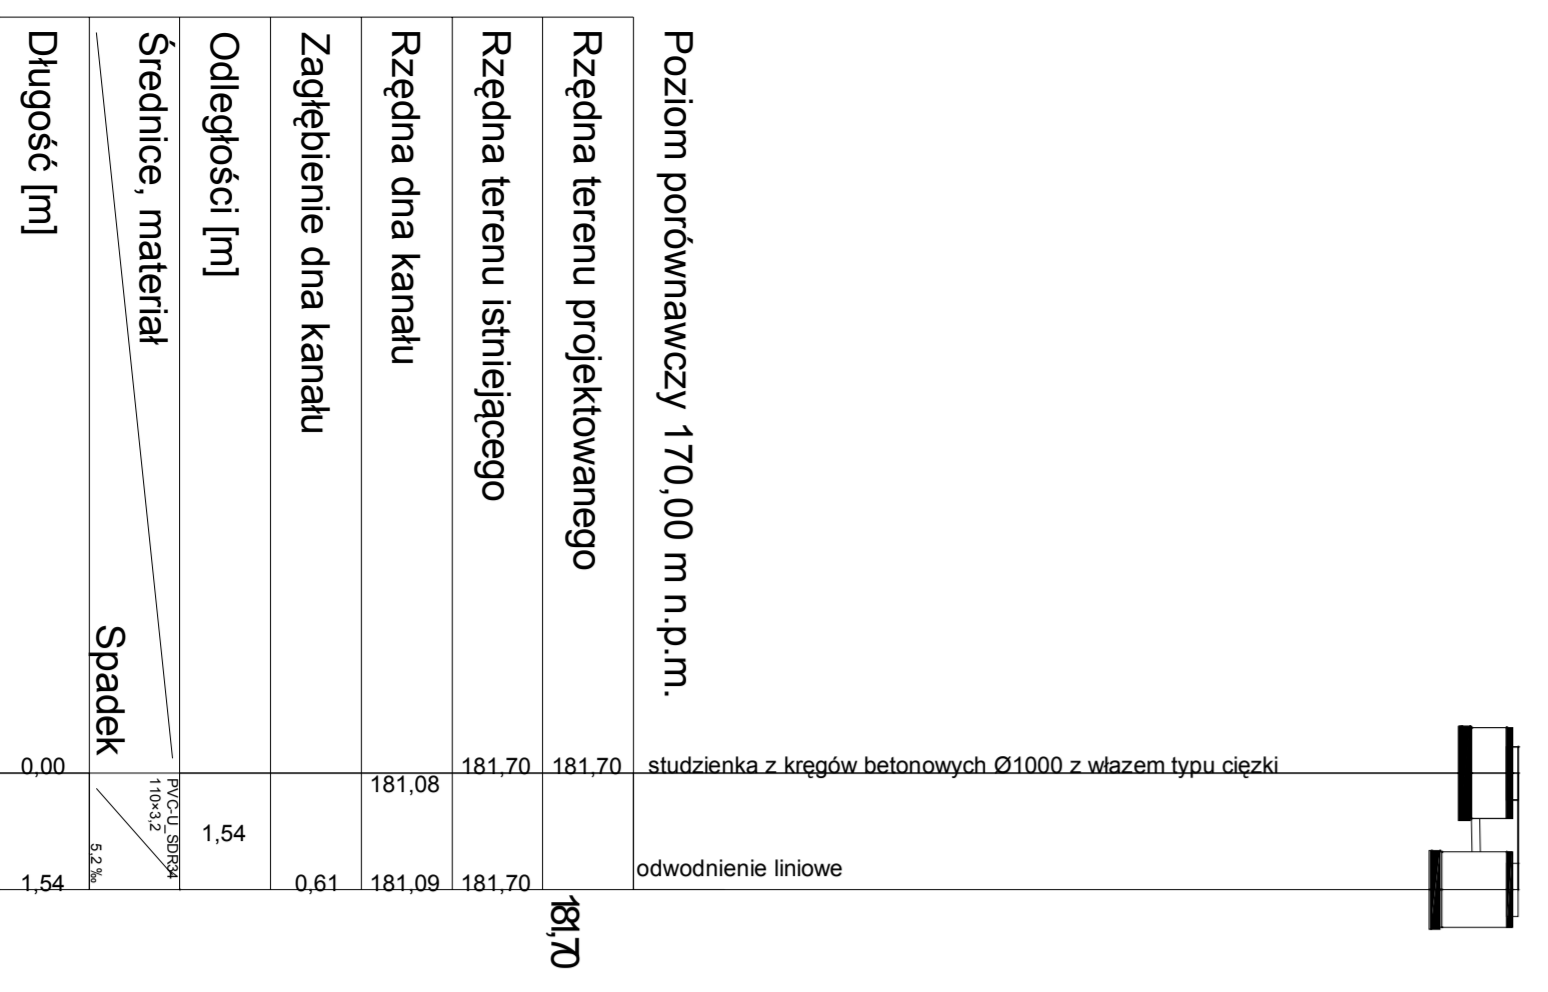 Poziom porównawczy 170,00 m n.p.m.
Rzędna terenu projektowanego
Rzędna terenu istniejącego
Rzędna dna kanału
Zagłębienie dna kanału
Odległości [m]
Średnice, materiał
Spadek
Długość [m]
studzienka z kręgów betonowych Ø1000 z włazem typu cięzki
181,70
181,70
181,08
0,00
PVC-U_SDR34
110×3,2
5,2 ‰
1,54
odwodnienie liniowe
181,70
181,70
181,09
0,61
1,54